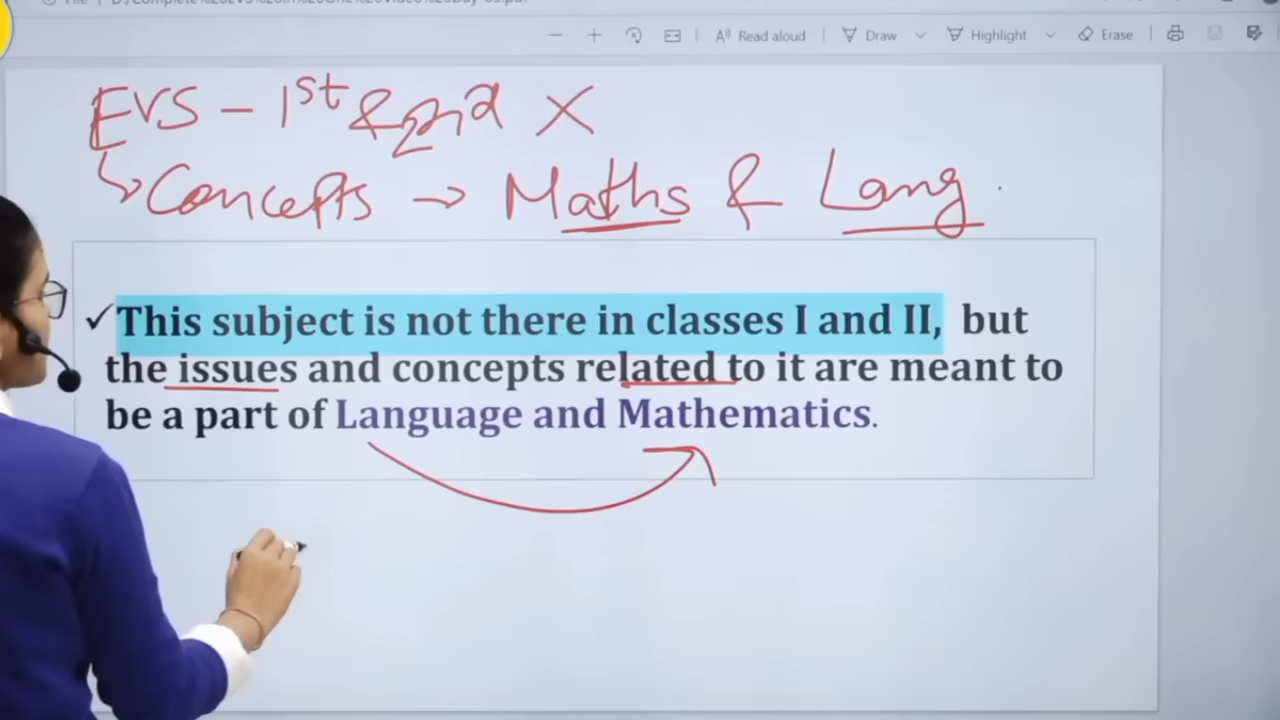 Read aloud Draw Highlight Erase
EVS - 1st & 2nd X
Concepts → Maths & Lang
✓ This subject is not there in classes I and II, but
the issues and concepts related to it are meant to
be a part of Language and Mathematics.